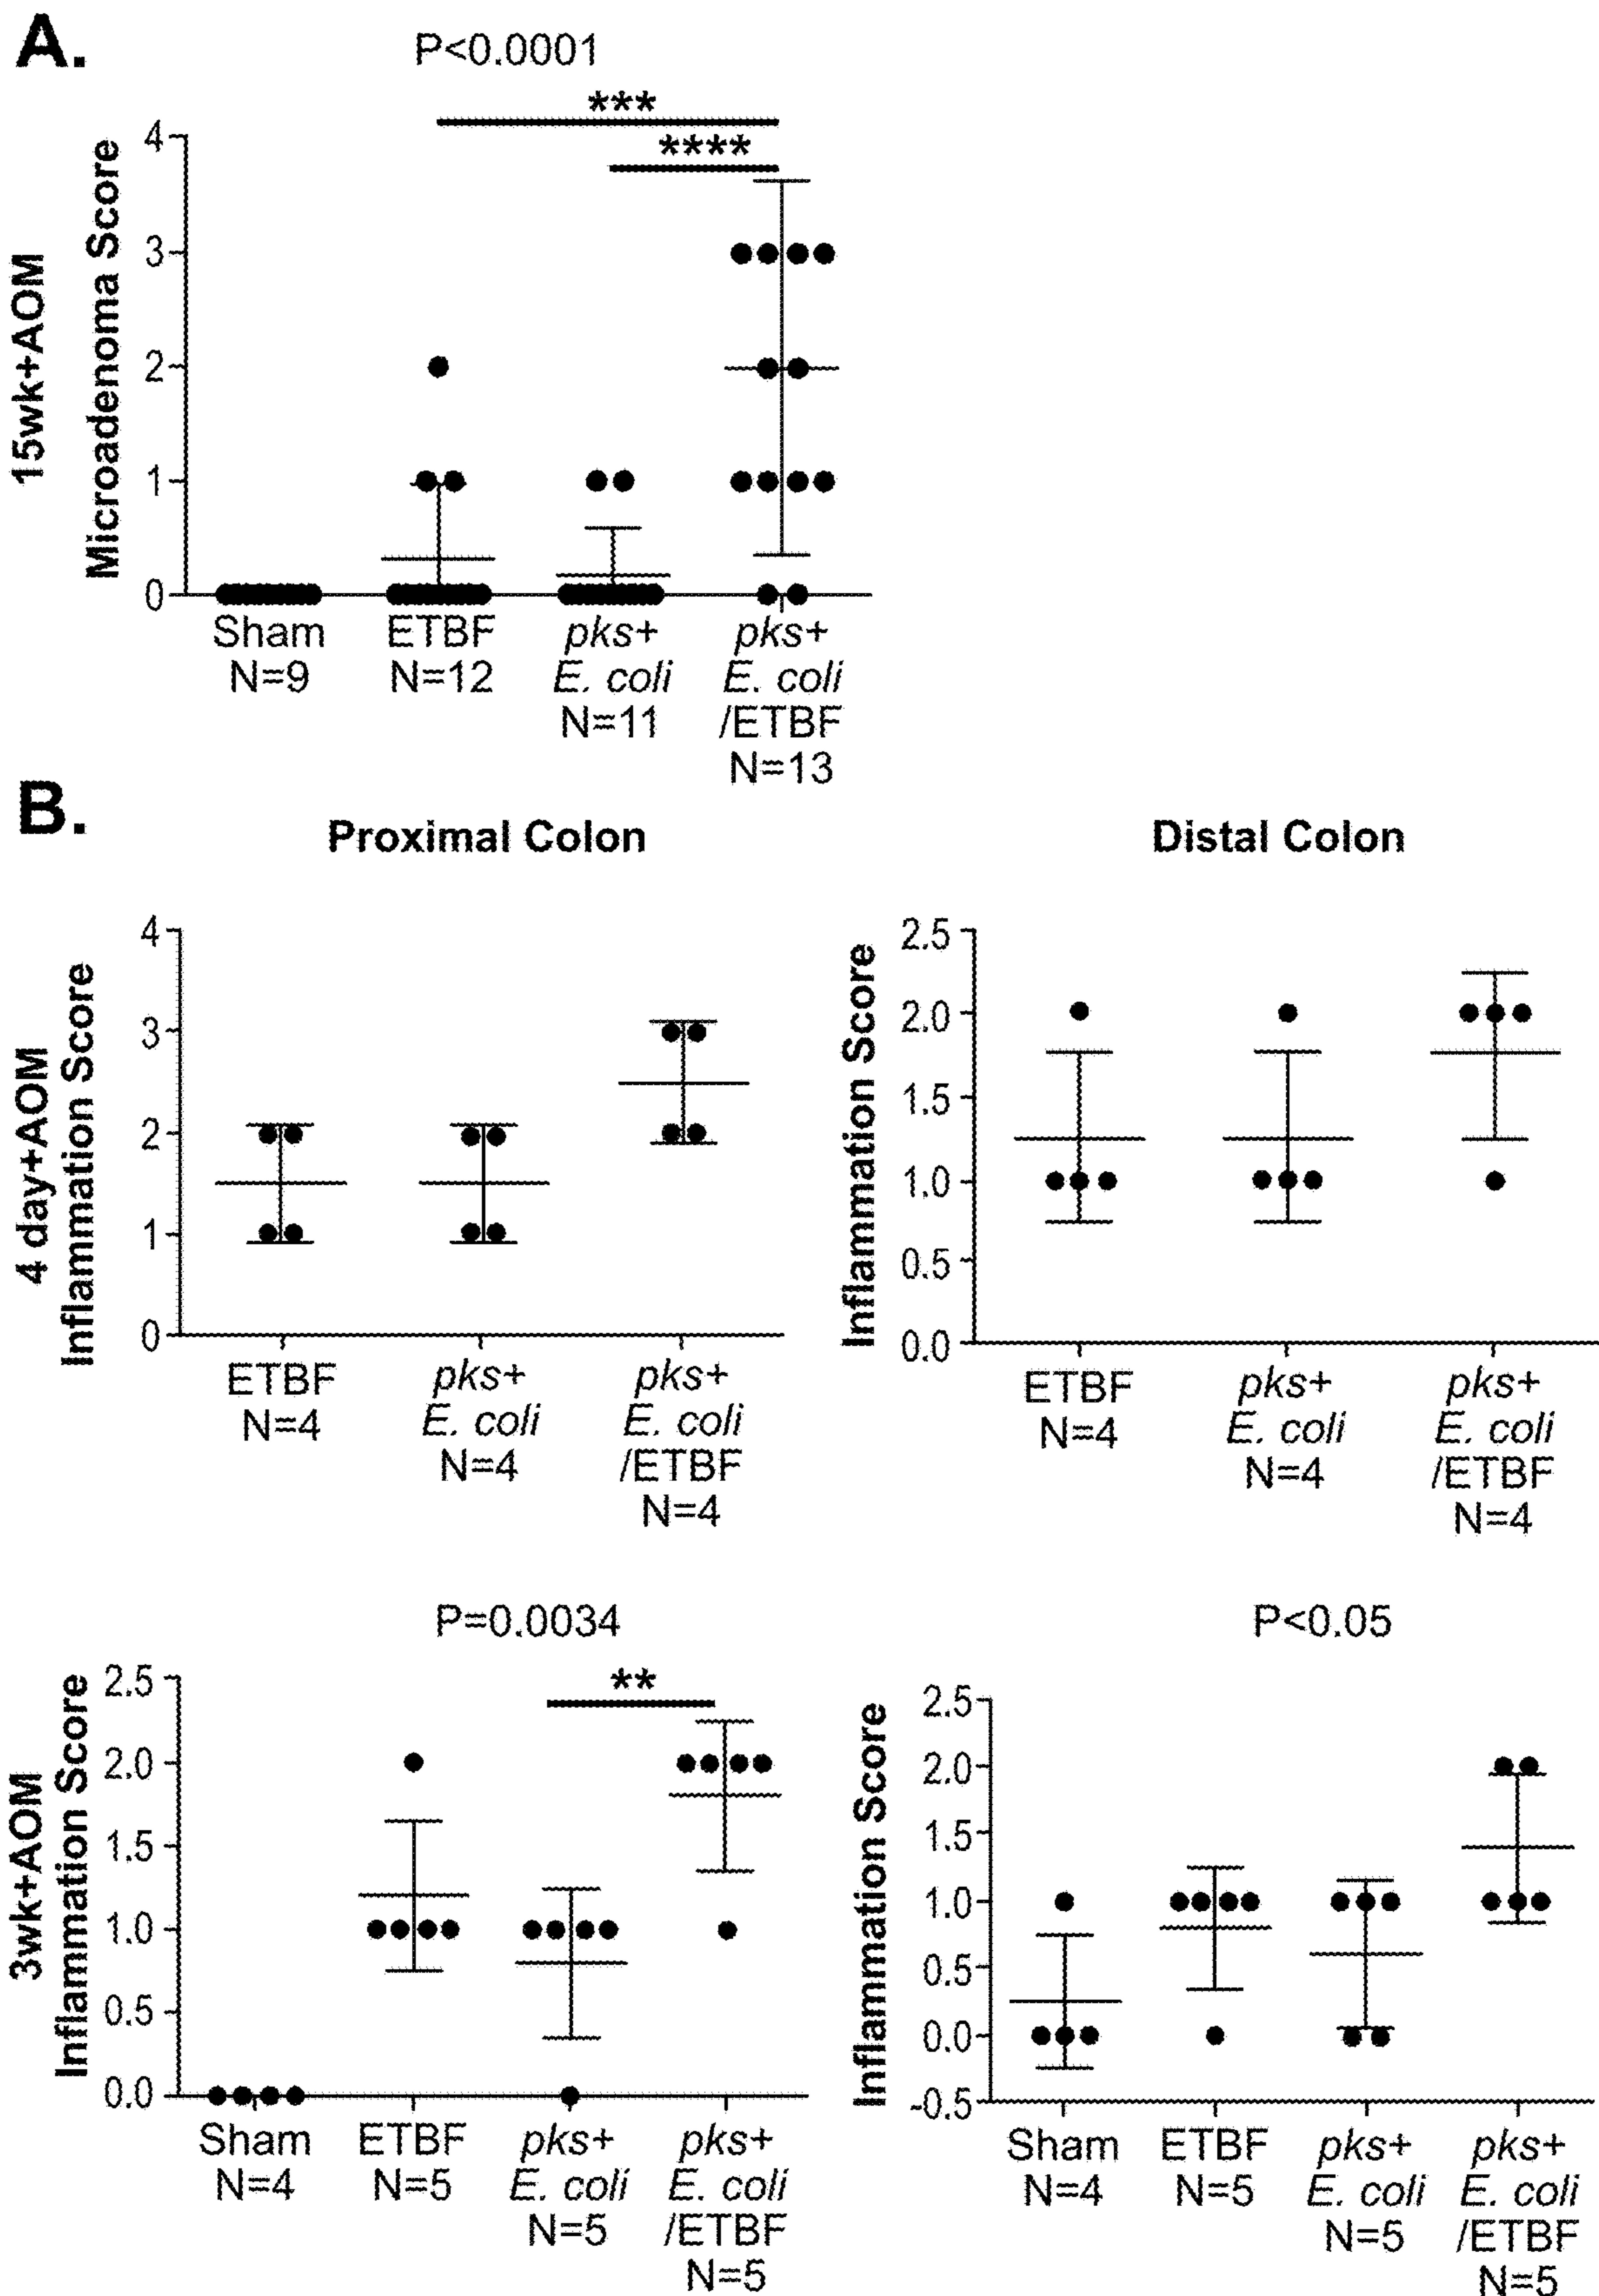 A.
P<0.0001
***
****
15wk+AOM
Microadenoma Score
4
3
2
1
0
Sham
N=9
ETBF
N=12
pks+
E. coli
N=11
pks+
E. coli
/ETBF
N=13
B.
Proximal Colon
Distal Colon
4 day+AOM
Inflammation Score
4
3
2
1
0
ETBF
N=4
pks+
E. coli
N=4
pks+
E. coli
/ETBF
N=4
Inflammation Score
2.5
2.0
1.5
1.0
0.5
0.0
ETBF
N=4
pks+
E. coli
N=4
pks+
E. coli
/ETBF
N=4
P=0.0034
**
3wk+AOM
Inflammation Score
2.5
2.0
1.5
1.0
0.5
0.0
Sham
N=4
ETBF
N=5
pks+
E. coli
N=5
pks+
E. coli
/ETBF
N=5
P<0.05
Inflammation Score
2.5
2.0
1.5
1.0
0.5
0.0
-0.5
Sham
N=4
ETBF
N=5
pks+
E. coli
N=5
pks+
E. coli
/ETBF
N=5